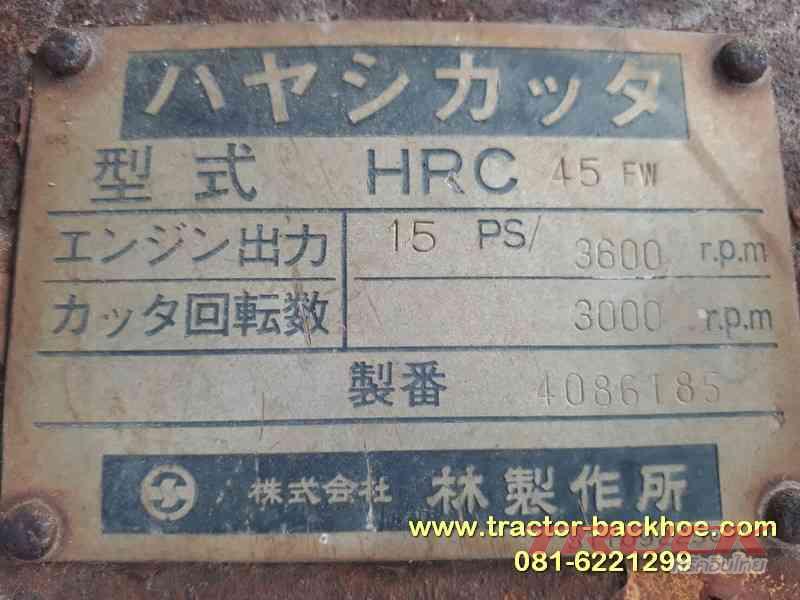 ハヤシカッタ
型式 HRC 45 FW
エンジン出力 15 PS/ 3600 r.p.m
カッタ回転数 3000 r.p.m
製番 4086185
株式会社 林製作所
www.tractor-backhoe.com
081-6221299